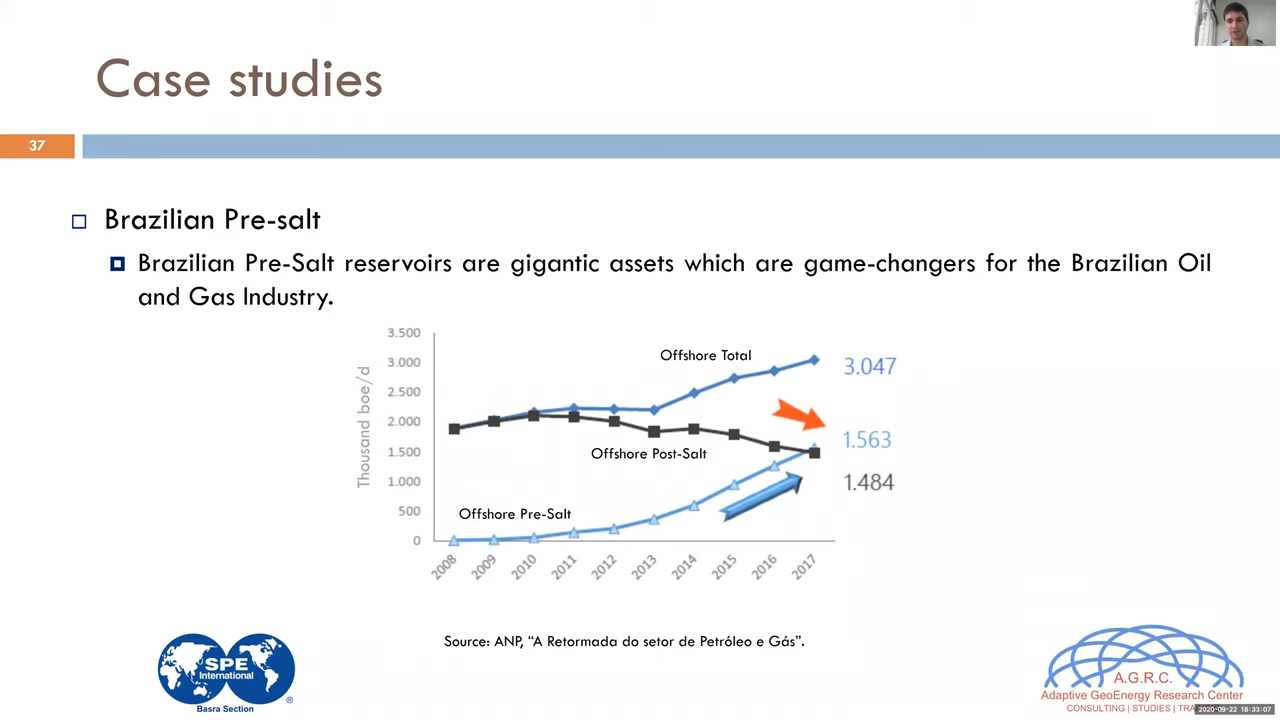 Case studies
37
Brazilian Pre-salt
Brazilian Pre-Salt reservoirs are gigantic assets which are game-changers for the Brazilian Oil
and Gas Industry.
3.500
3.000
2.500
2.000
1.500
1.000
500
0
Thousand boe/d
Offshore Total
Offshore Post-Salt
Offshore Pre-Salt
3.047
1.563
1.484
2008 2009 2010 2011 2012 2013 2014 2015 2016 2017
Source: ANP, “A Retormada do setor de Petróleo e Gás”.
SPE
International
®
Basra Section
A.G.R.C.
Adaptive GeoEnergy Research Center
CONSULTING | STUDIES | TRA
2020-09-22 18:33:07